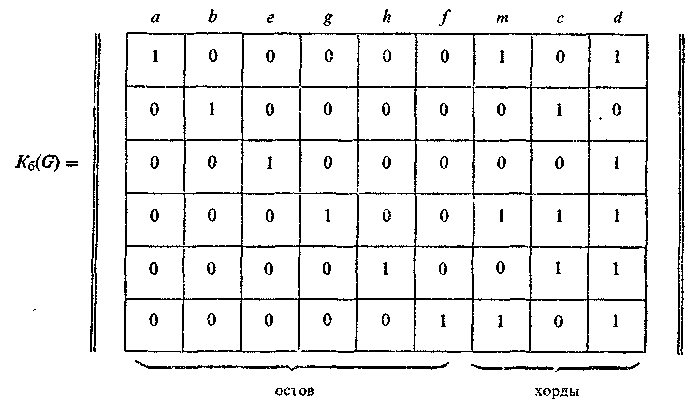 a b e g h f m c d
1 0 0 0 0 0 1 0 1
0 1 0 0 0 0 0 1 0
Kб(G) = 0 0 1 0 0 0 0 0 1
0 0 0 1 0 0 1 1 1
0 0 0 0 1 0 0 1 1
0 0 0 0 0 1 1 0 1
остов хорды